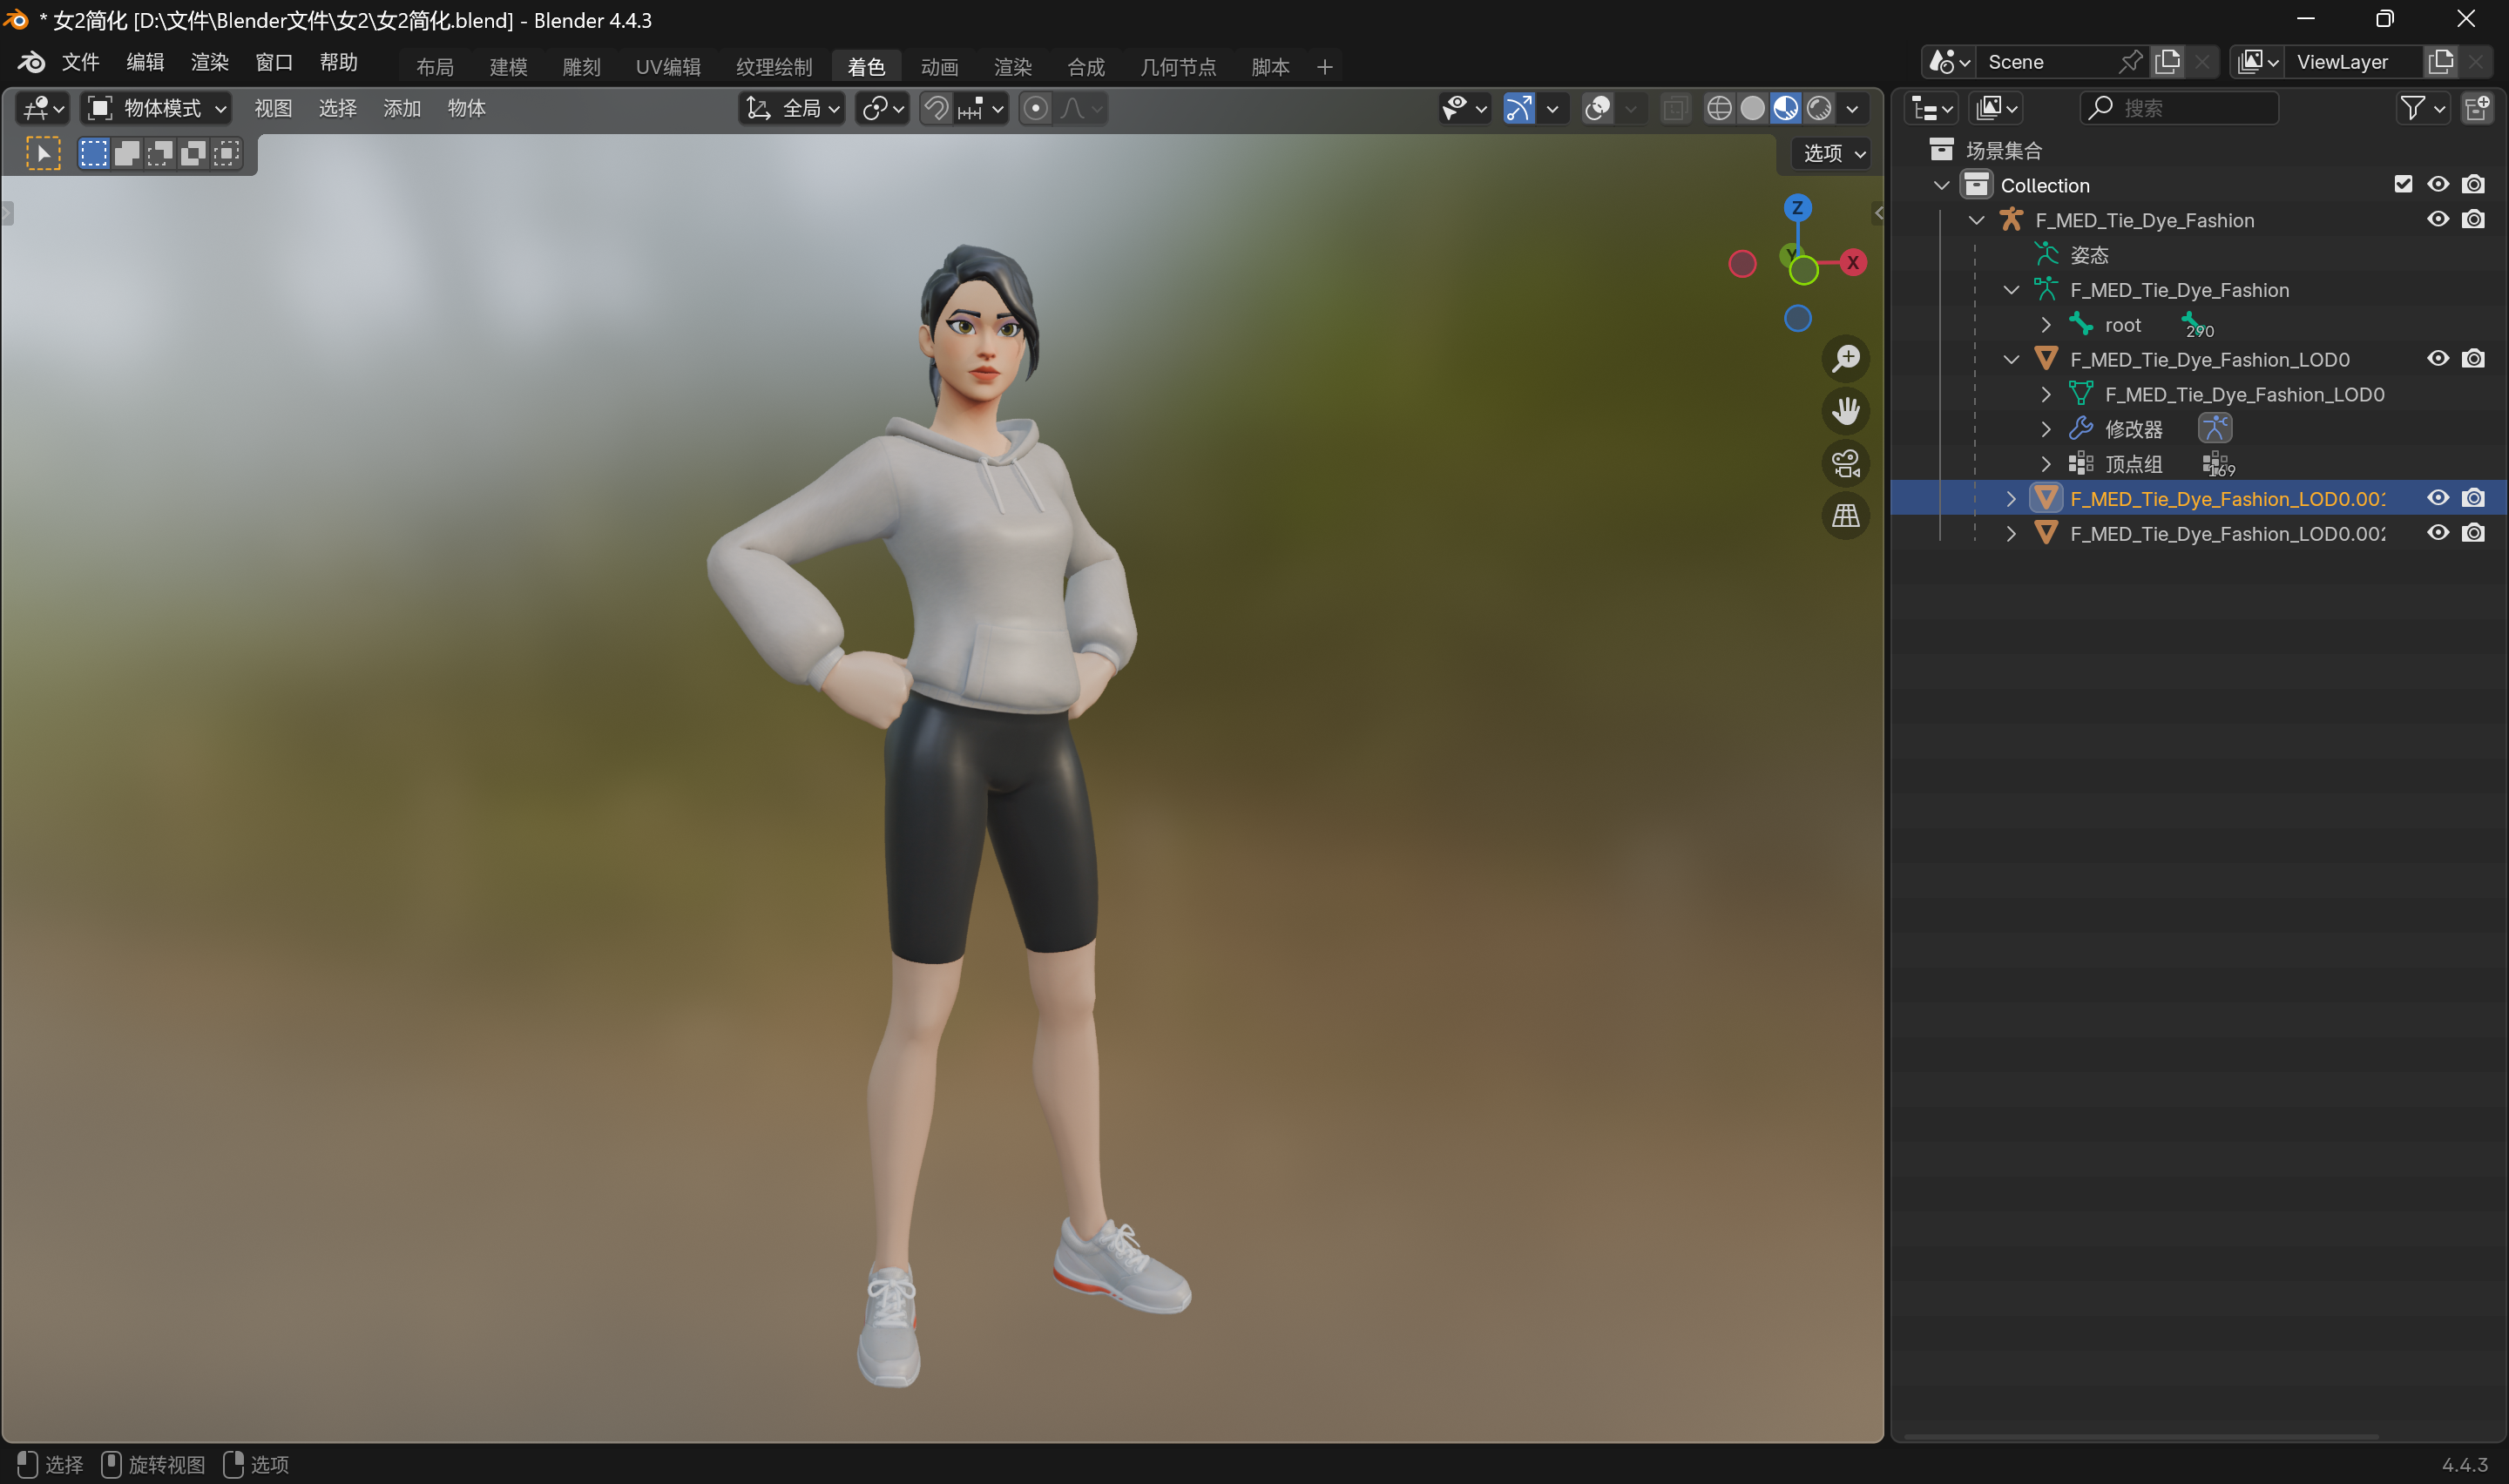 * 女2简化 [D:\文件\Blender文件\女2\女2简化.blend] - Blender 4.4.3
文件 编辑 渲染 窗口 帮助 布局 建模 雕刻 UV编辑 纹理绘制 着色 动画 渲染 合成 几何节点 脚本 + Scene ViewLayer
物体模式 视图 选择 添加 物体 全局 搜索
选项
Z
Y
X
场景集合
Collection
F_MED_Tie_Dye_Fashion
姿态
F_MED_Tie_Dye_Fashion
root 290
F_MED_Tie_Dye_Fashion_LOD0
F_MED_Tie_Dye_Fashion_LOD0
修改器
顶点组 169
F_MED_Tie_Dye_Fashion_LOD0.00
F_MED_Tie_Dye_Fashion_LOD0.00
选择 旋转视图 选项 4.4.3